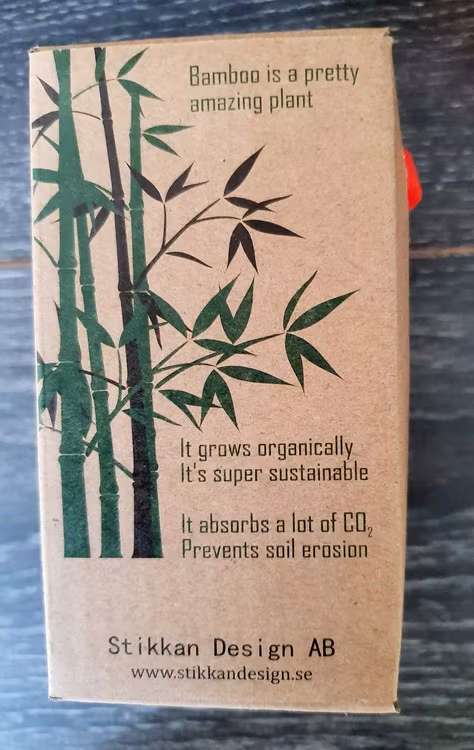 Bamboo is a pretty
amazing plant
It grows organically
It's super sustainable
It absorbs a lot of CO₂
Prevents soil erosion
Stikkan Design AB
www.stikkandesign.se